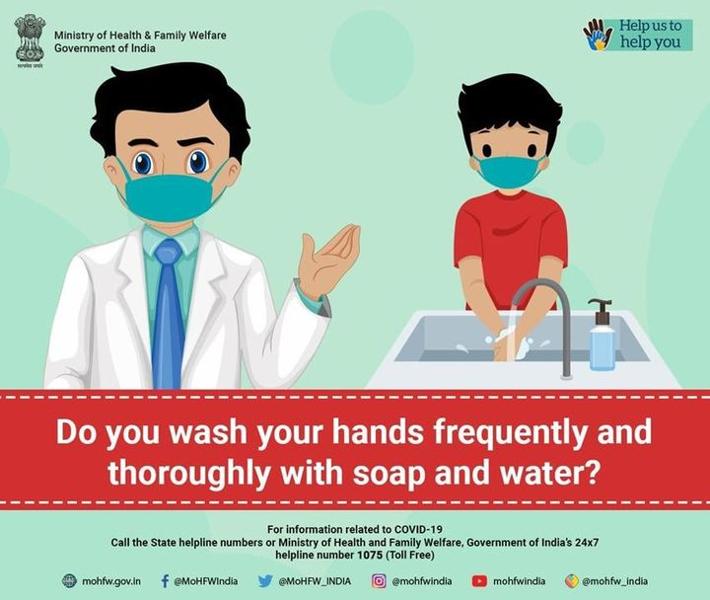 Ministry of Health & Family Welfare
Government of India
Help us to
help you
Do you wash your hands frequently and
thoroughly with soap and water?
For information related to COVID-19
Call the State helpline numbers or Ministry of Health and Family Welfare, Government of India's 24x7
helpline number 1075 (Toll Free)
mohfw.gov.in @MoHFWIndia @MoHFW_INDIA @mohfwindia mohfwindia @mohfw_india